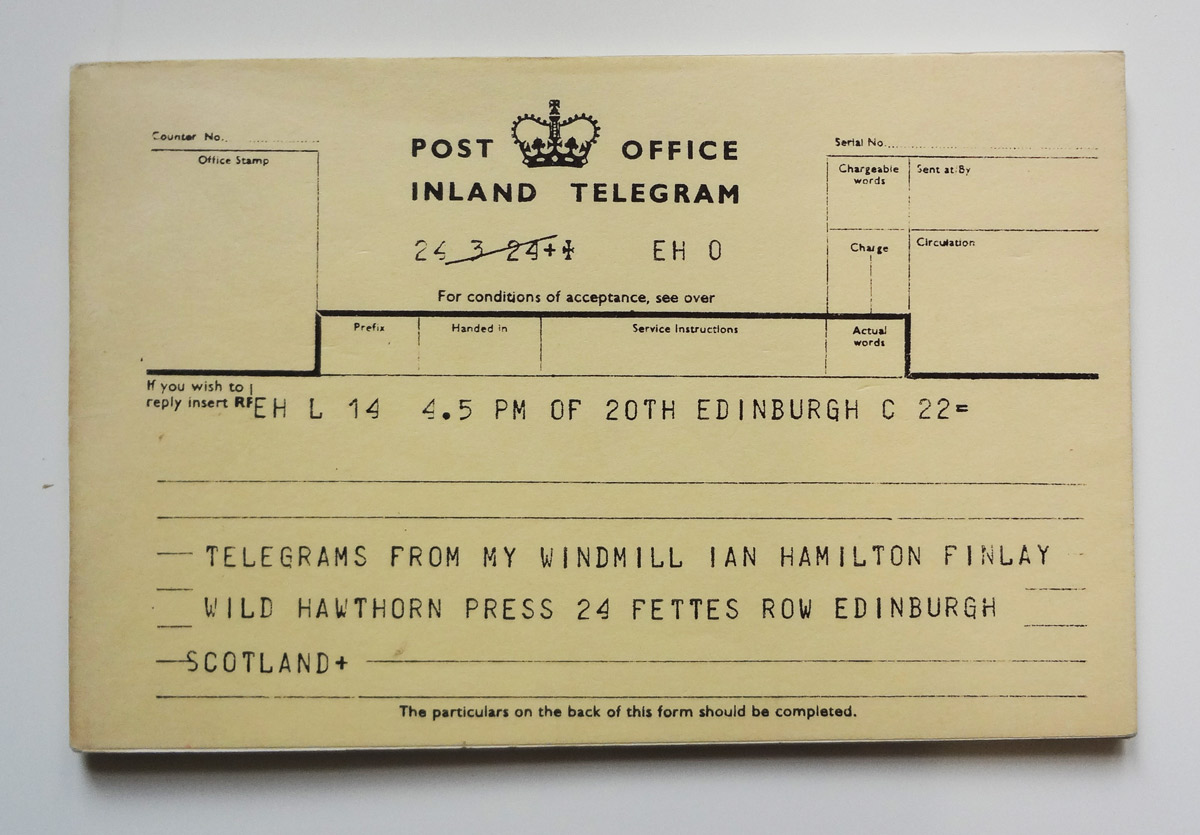 Counter No.
Office Stamp
POST OFFICE
INLAND TELEGRAM
24 3 24++ EH 0
For conditions of acceptance, see over
Serial No.
Chargeable words
Sent at/By
Charge
Circulation
Prefix
Handed in
Service Instructions
Actual words
If you wish to
reply insert RP
EH L 14 4.5 PM OF 20TH EDINBURGH C 22=
TELEGRAMS FROM MY WINDMILL IAN HAMILTON FINLAY
WILD HAWTHORN PRESS 24 FETTES ROW EDINBURGH
SCOTLAND+
The particulars on the back of this form should be completed.